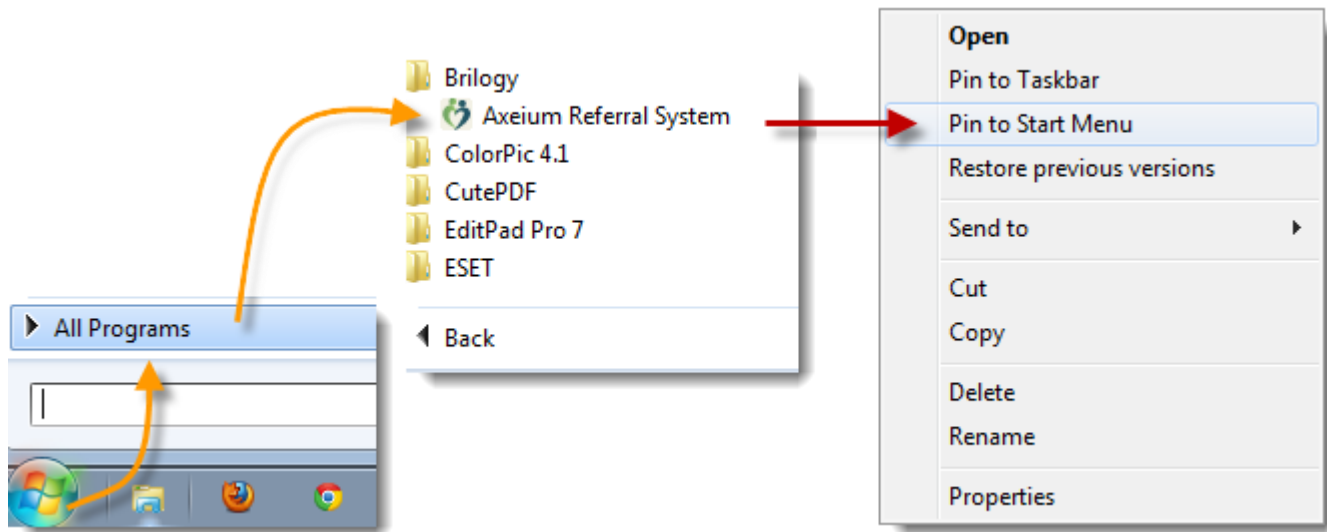 All Programs
Brilogy
Axeium Referral System
ColorPic 4.1
CutePDF
EditPad Pro 7
ESET
Back
Open
Pin to Taskbar
Pin to Start Menu
Restore previous versions
Send to
Cut
Copy
Delete
Rename
Properties